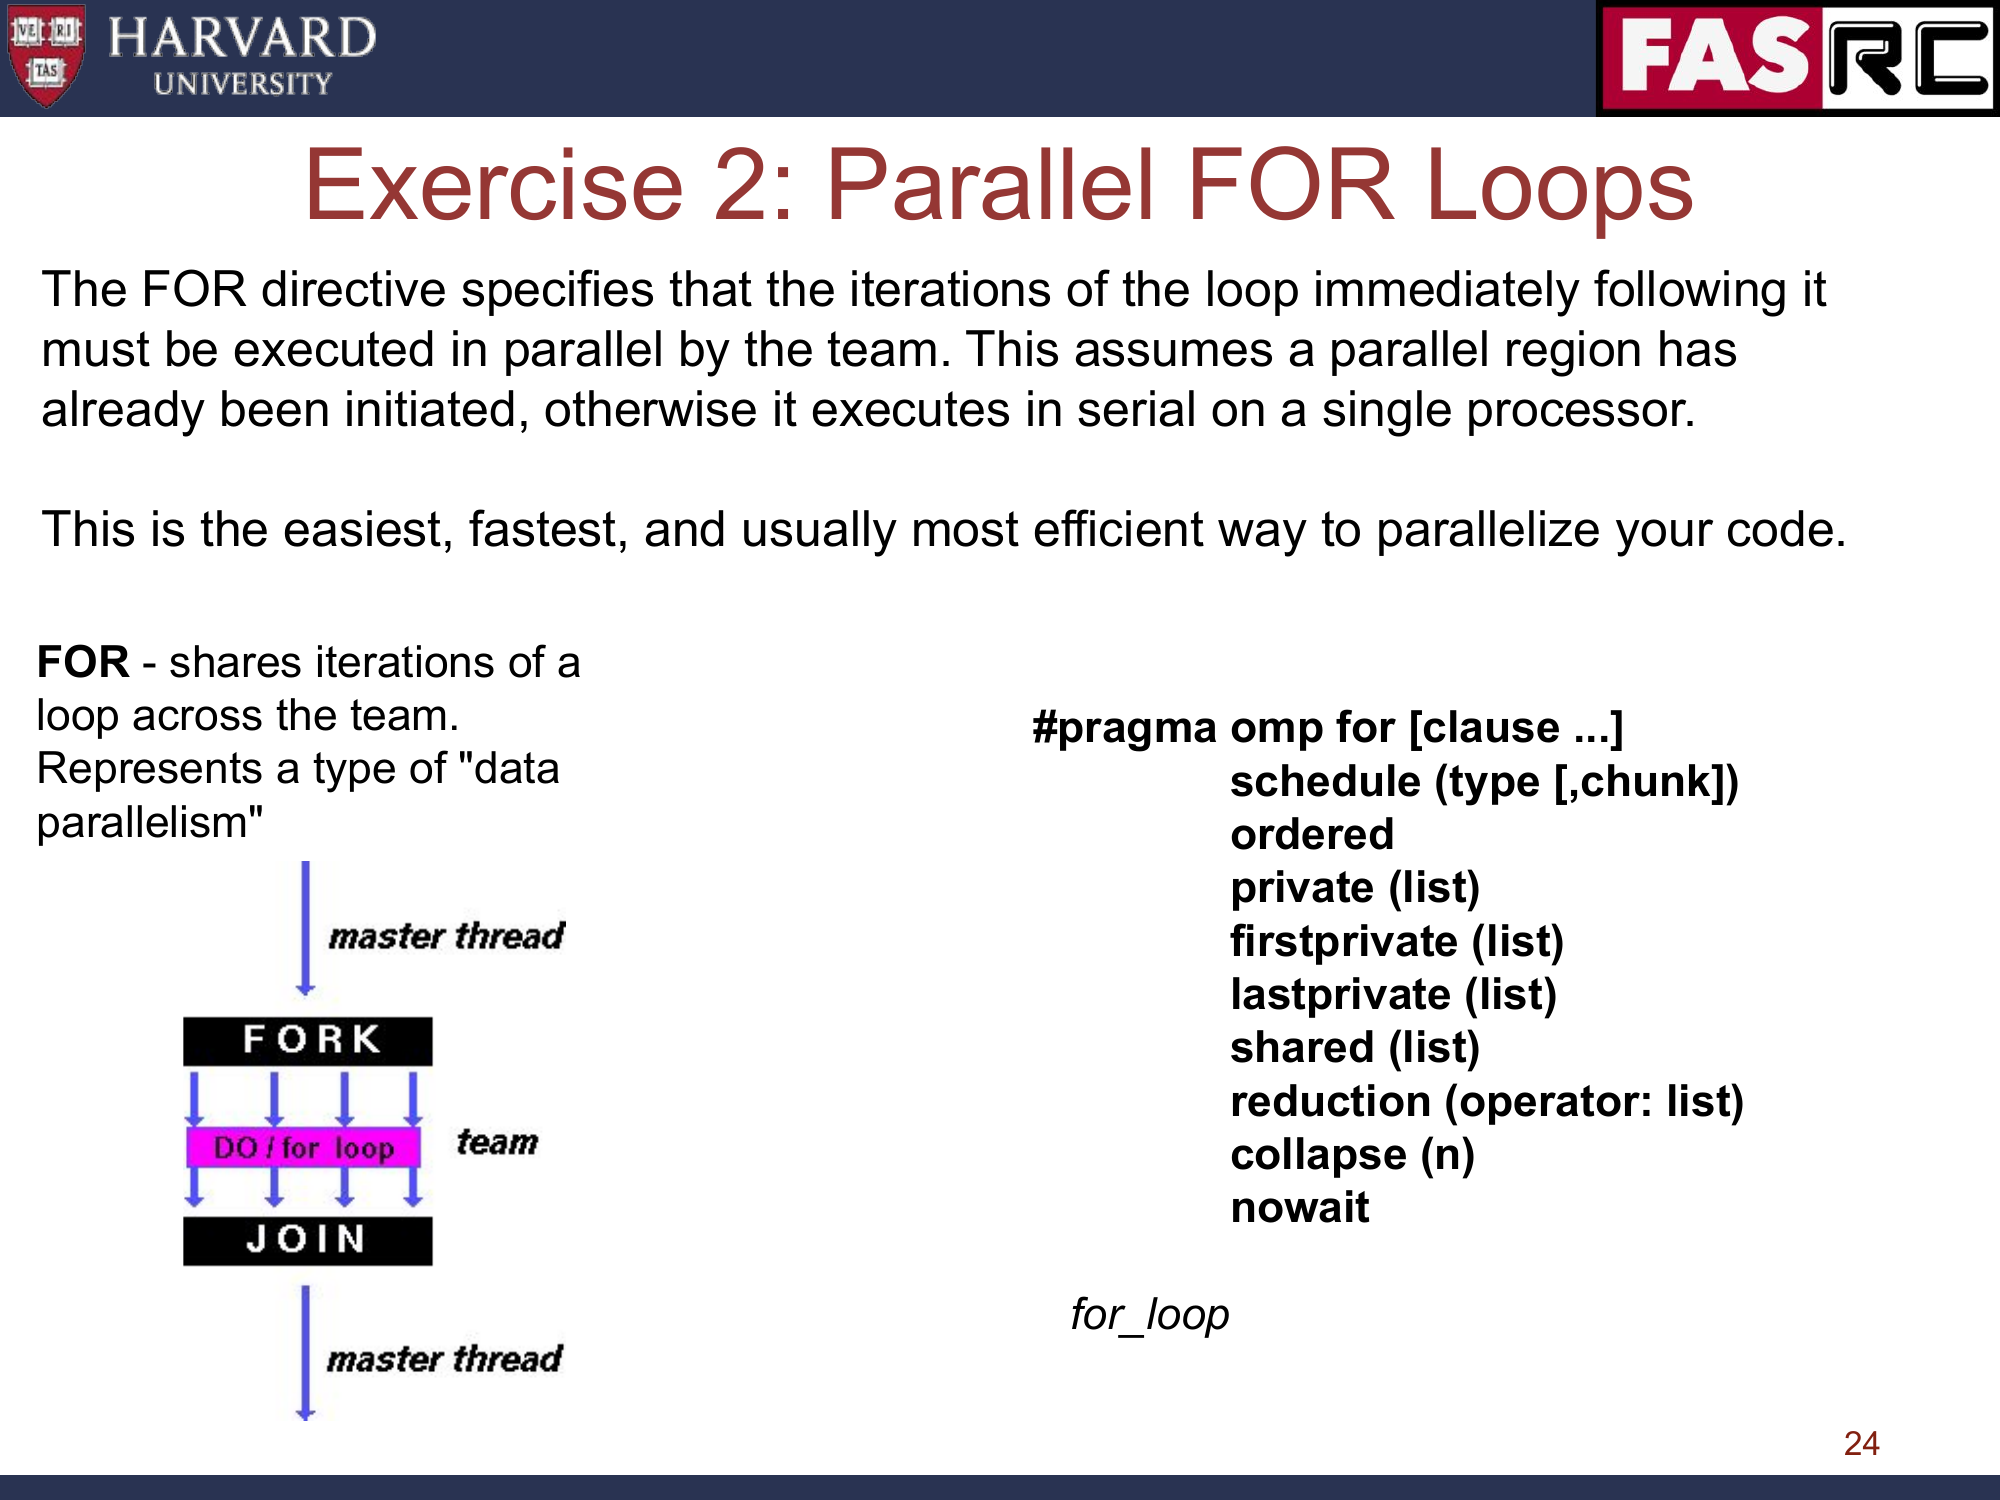 VE RI
TAS
HARVARD
UNIVERSITY
FASRC
Exercise 2: Parallel FOR Loops
The FOR directive specifies that the iterations of the loop immediately following it
must be executed in parallel by the team. This assumes a parallel region has
already been initiated, otherwise it executes in serial on a single processor.
This is the easiest, fastest, and usually most efficient way to parallelize your code.
FOR - shares iterations of a
loop across the team.
Represents a type of "data
parallelism"
master thread
FORK
DO / for loop
team
JOIN
master thread
#pragma omp for [clause ...]
schedule (type [,chunk])
ordered
private (list)
firstprivate (list)
lastprivate (list)
shared (list)
reduction (operator: list)
collapse (n)
nowait
for_loop
24